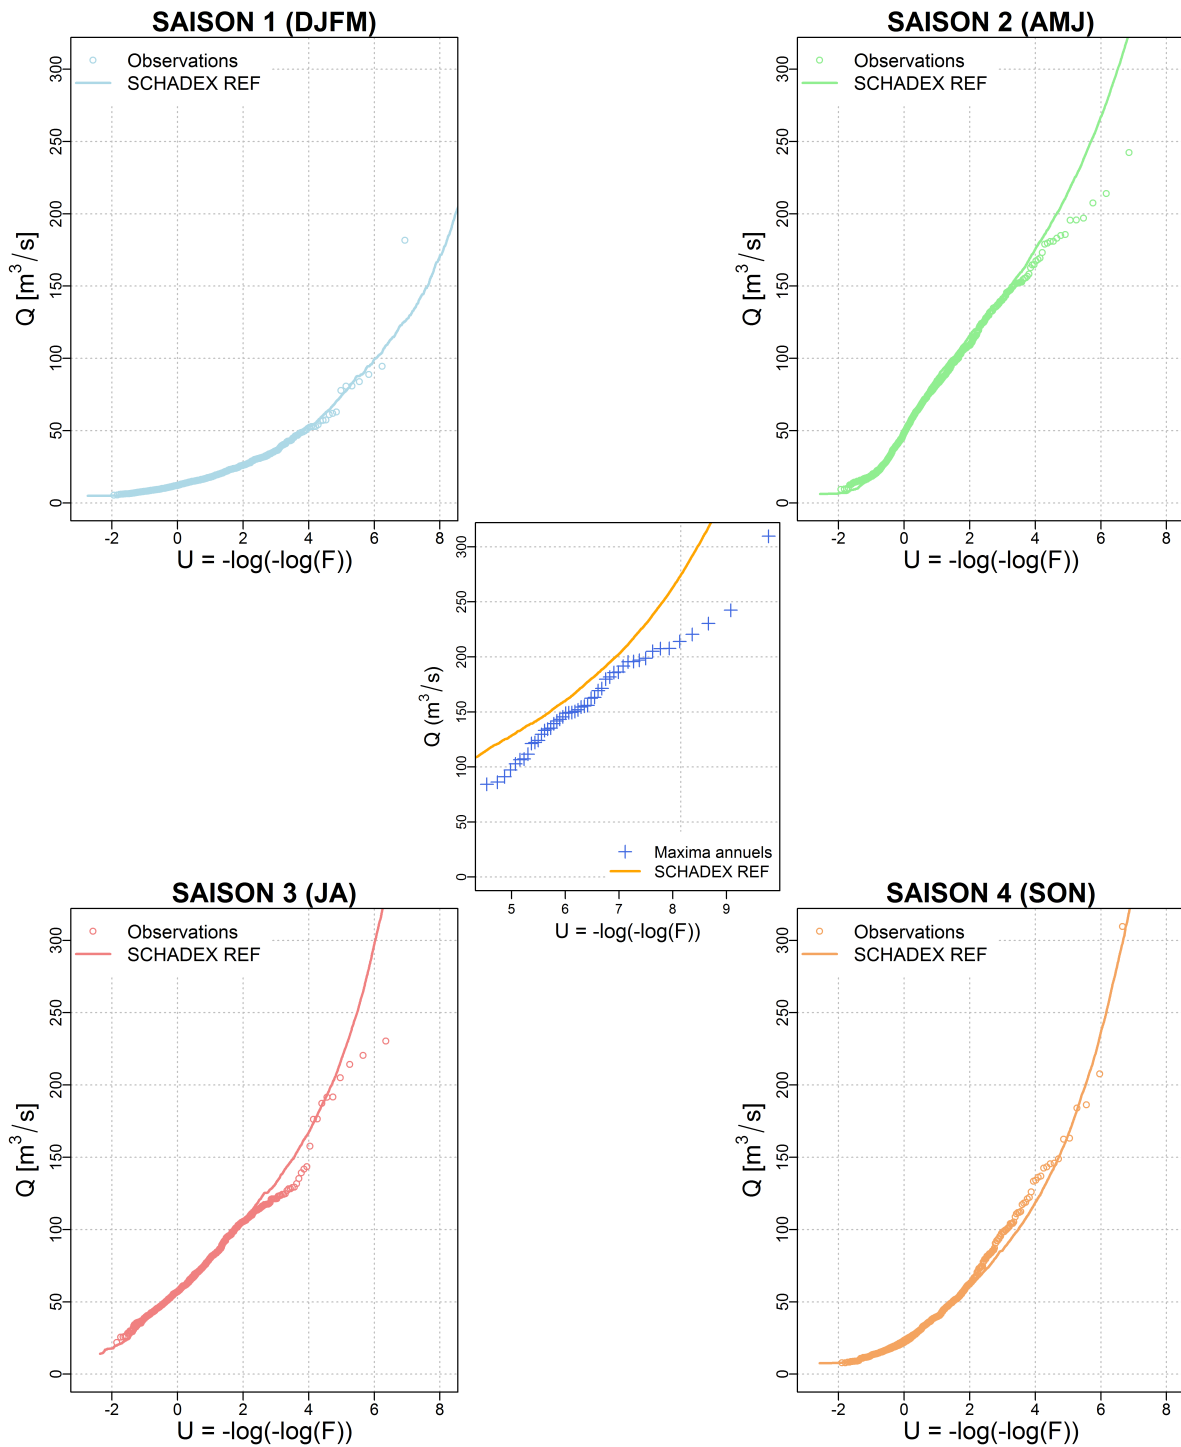 SAISON 1 (DJFM)
Observations
SCHADEX REF
Q [m³/s]
0 50 100 150 200 250 300
-2 0 2 4 6 8
U = -log(-log(F))
SAISON 2 (AMJ)
Observations
SCHADEX REF
Q [m³/s]
0 50 100 150 200 250 300
-2 0 2 4 6 8
U = -log(-log(F))
Q (m³/s)
0 50 100 150 200 250 300
Maxima annuels
SCHADEX REF
5 6 7 8 9
U = -log(-log(F))
SAISON 3 (JA)
Observations
SCHADEX REF
Q [m³/s]
0 50 100 150 200 250 300
-2 0 2 4 6 8
U = -log(-log(F))
SAISON 4 (SON)
Observations
SCHADEX REF
Q [m³/s]
0 50 100 150 200 250 300
-2 0 2 4 6 8
U = -log(-log(F))